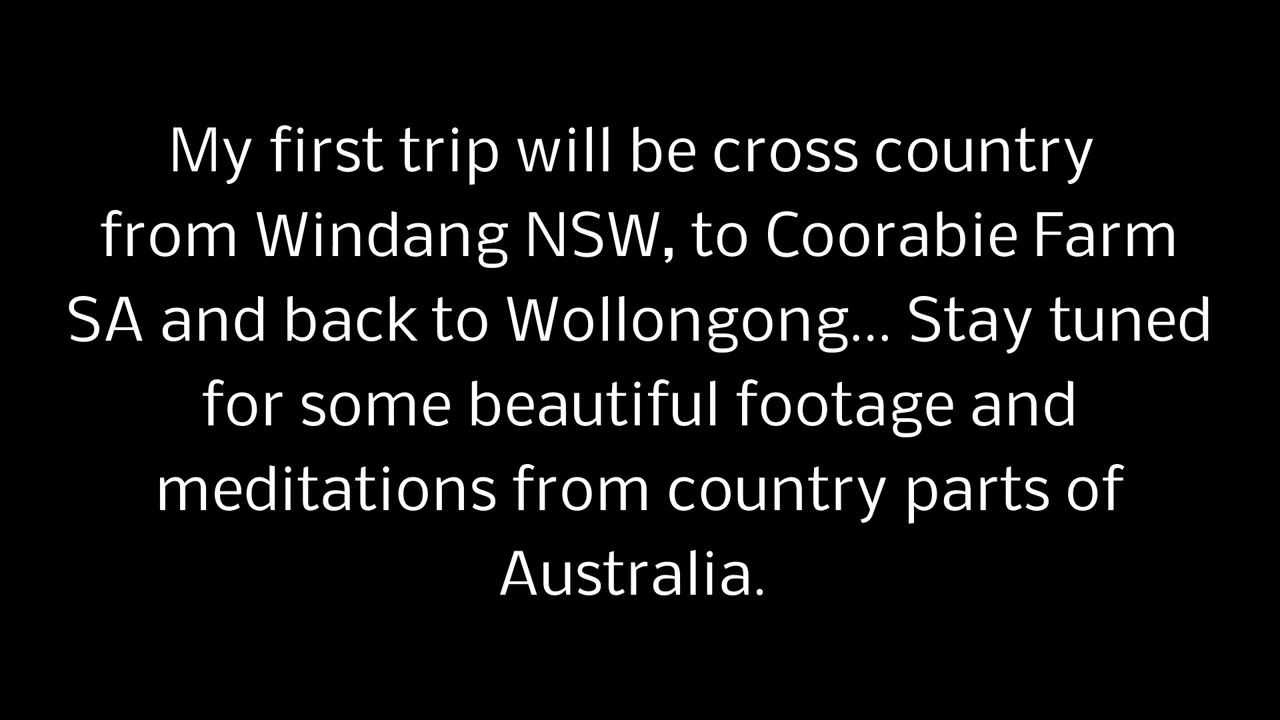 My first trip will be cross country
from Windang NSW, to Coorabie Farm
SA and back to Wollongong... Stay tuned
for some beautiful footage and
meditations from country parts of
Australia.